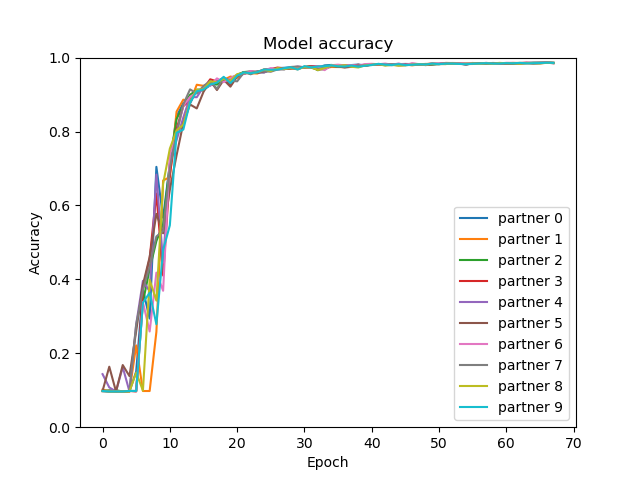 Model accuracy
1.0
0.8
0.6
0.4
0.2
0.0
Accuracy
partner 0
partner 1
partner 2
partner 3
partner 4
partner 5
partner 6
partner 7
partner 8
partner 9
0 10 20 30 40 50 60 70
Epoch